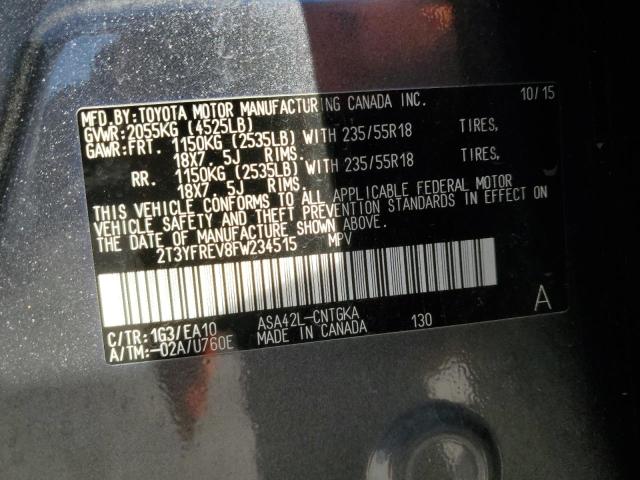 MFD.BY:TOYOTA MOTOR MANUFACTURING CANADA INC. 10/15
GVWR:2055KG (4525LB)
GAWR:FRT. 1150KG (2535LB) WITH 235/55R18 TIRES,
18X7.5J RIMS.
RR. 1150KG (2535LB) WITH 235/55R18 TIRES,
18X7.5J RIMS.
THIS VEHICLE CONFORMS TO ALL APPLICABLE FEDERAL MOTOR
VEHICLE SAFETY AND THEFT PREVENTION STANDARDS IN EFFECT ON
THE DATE OF MANUFACTURE SHOWN ABOVE.
2T3YFREV8FW234515 MPV
A
C/TR:1G3/EA10 ASA42L-CNTGKA 130
A/TM:-02A/U760E MADE IN CANADA